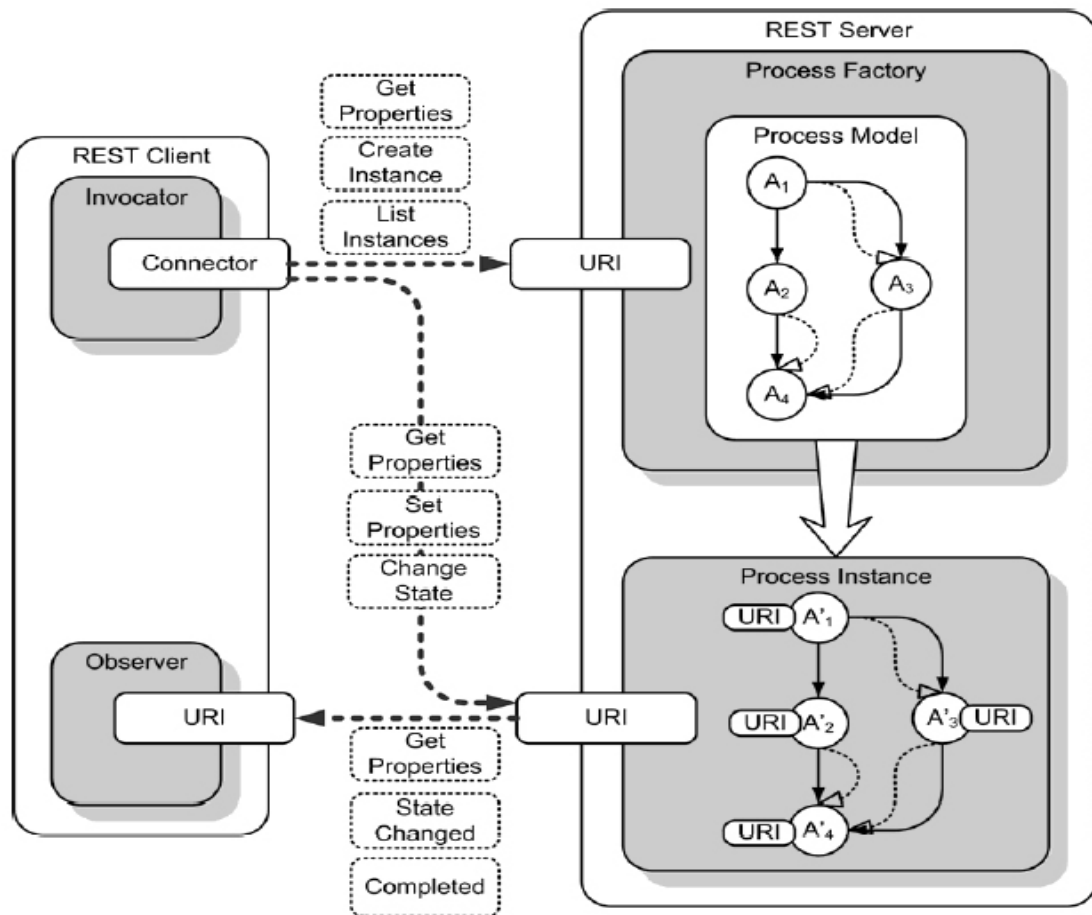 REST Server
Process Factory
Get
Properties
Process Model
Create
Instance
REST Client
Invocator
A₁
List
Instances
Connector
URI
A₂
A₃
A₄
Get
Properties
Set
Properties
Change
State
Process Instance
URI
A'₁
Observer
URI
URI
URI
A'₂
A'₃
URI
Get
Properties
State
Changed
URI
A'₄
Completed